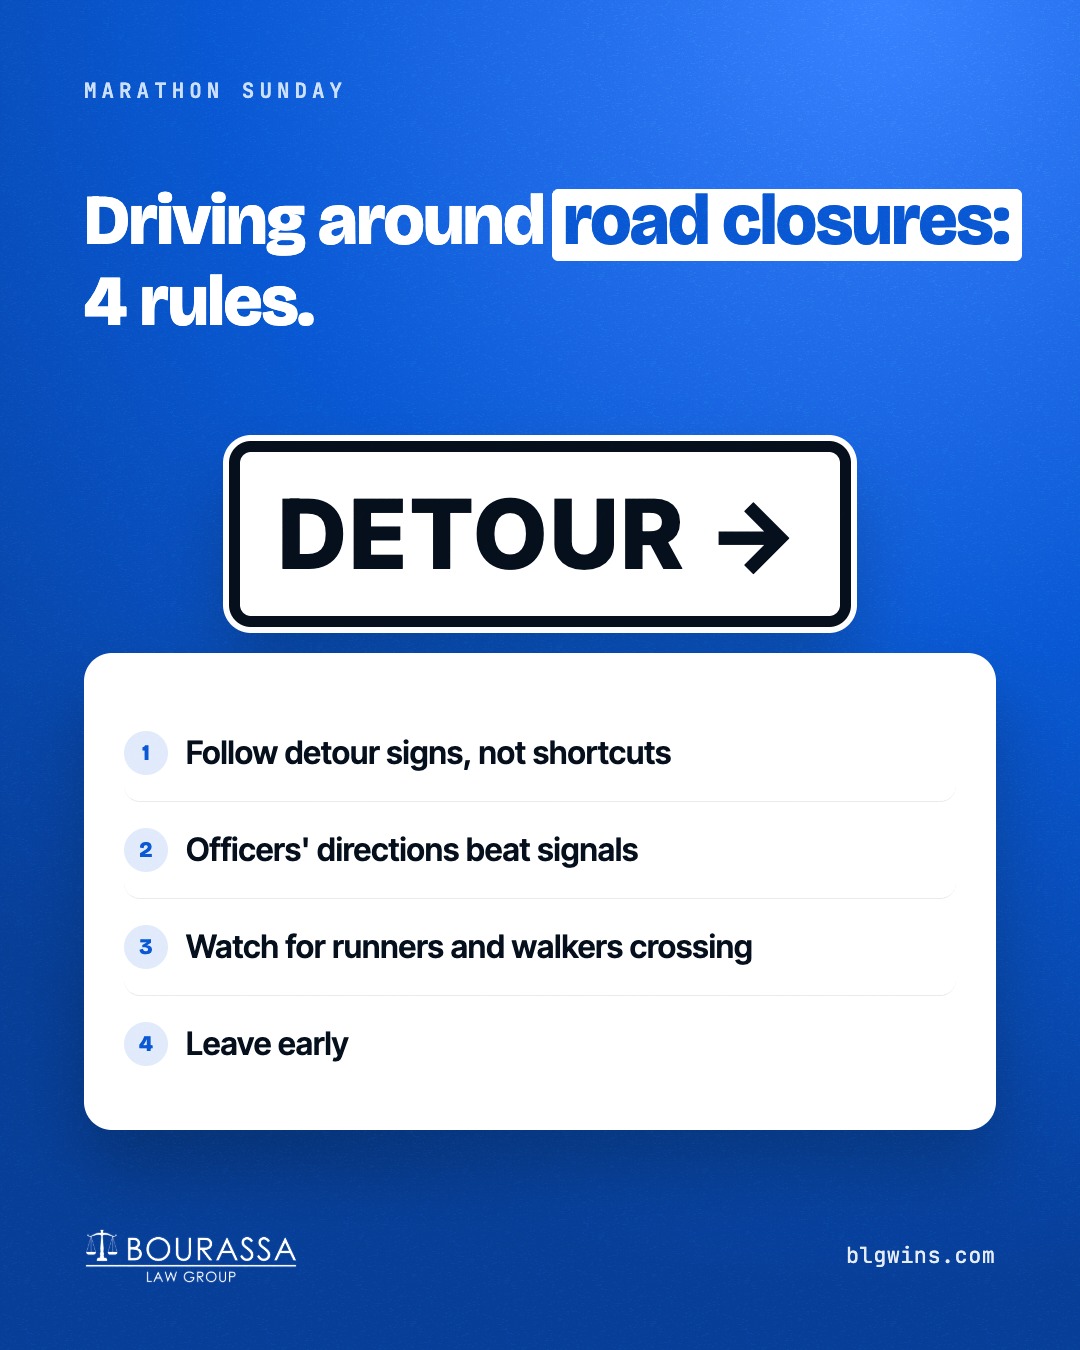 MARATHON SUNDAY
Driving around road closures:
4 rules.
DETOUR →
1 Follow detour signs, not shortcuts
2 Officers' directions beat signals
3 Watch for runners and walkers crossing
4 Leave early
BOURASSA
LAW GROUP
blgwins.com